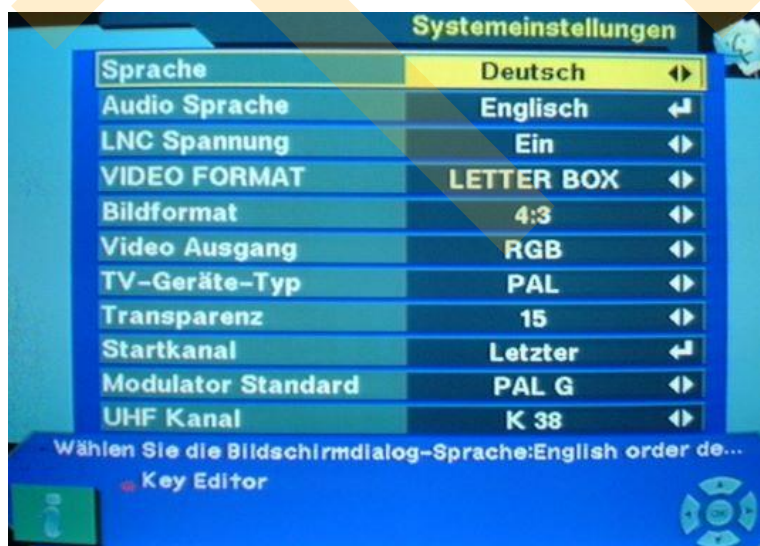 Systemeinstellungen
Sprache Deutsch
Audio Sprache Englisch
LNC Spannung Ein
VIDEO FORMAT LETTER BOX
Bildformat 4:3
Video Ausgang RGB
TV-Geräte-Typ PAL
Transparenz 15
Startkanal Letzter
Modulator Standard PAL G
UHF Kanal K 38
Wählen Sie die Bildschirmdialog-Sprache:English order de...
Key Editor